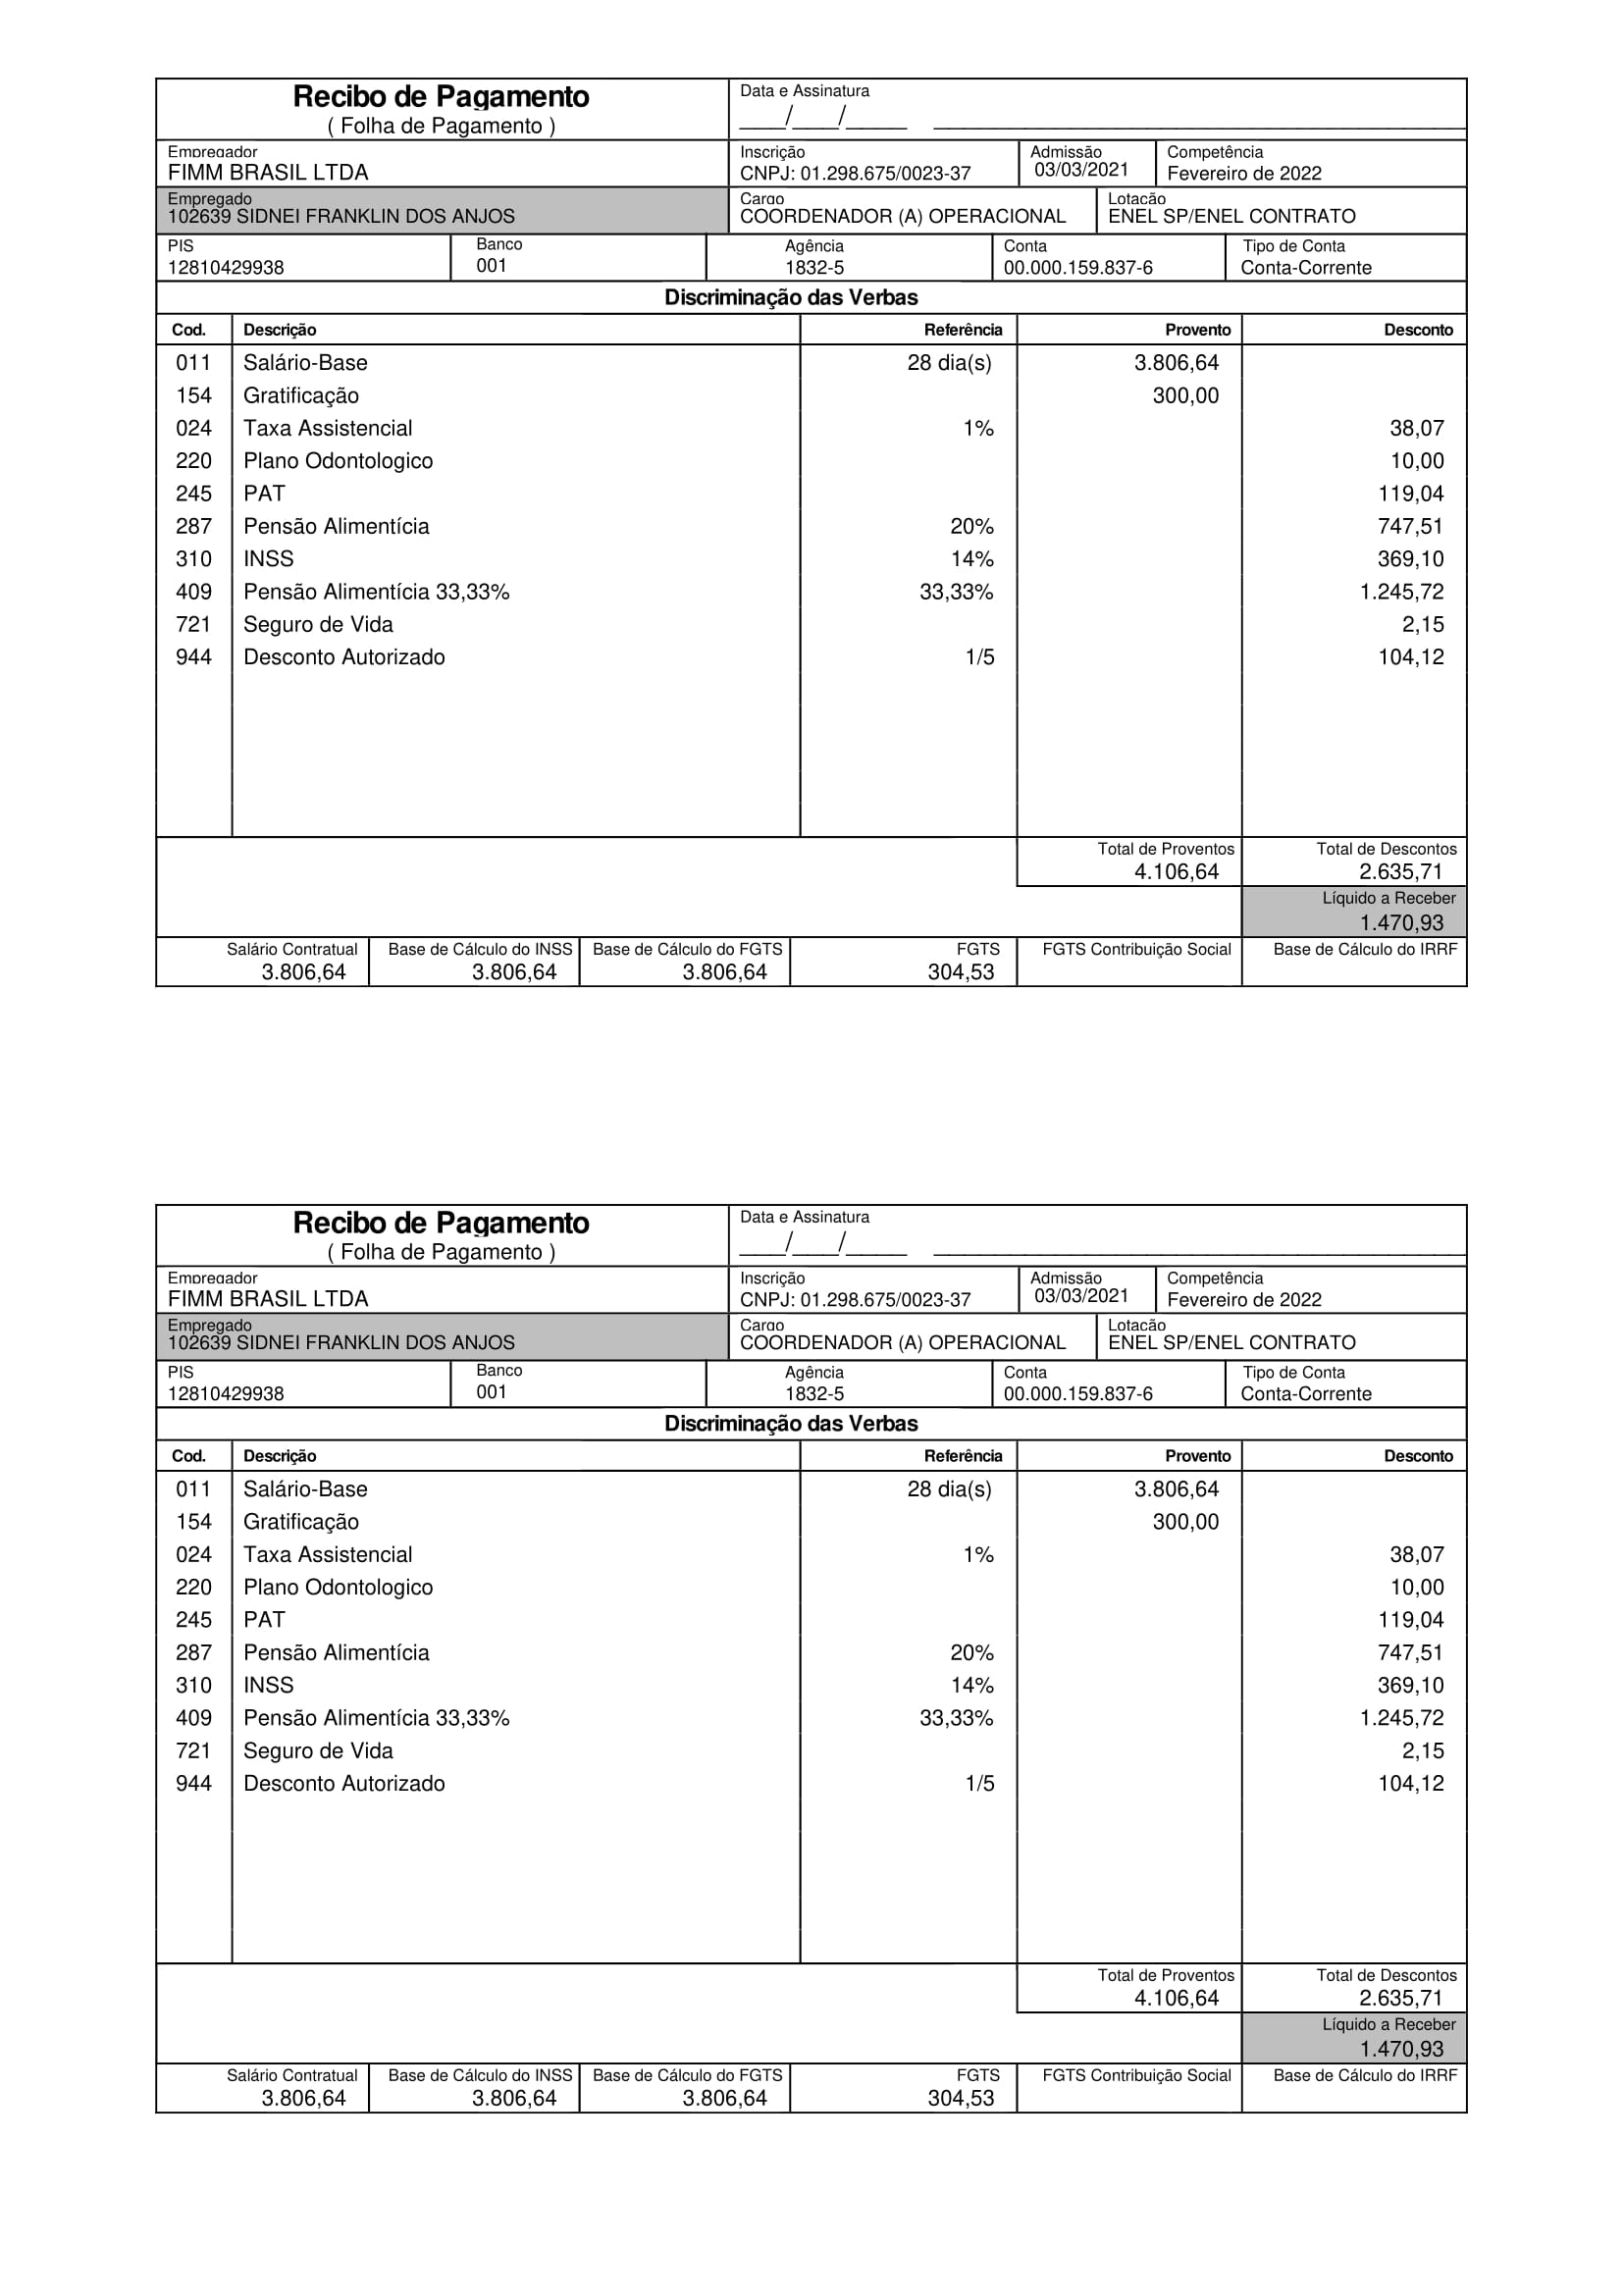 Recibo de Pagamento
( Folha de Pagamento )
Data e Assinatura
___/___/____ ___________________________________
Empregador
FIMM BRASIL LTDA
Inscrição
CNPJ: 01.298.675/0023-37
Admissão
03/03/2021
Competência
Fevereiro de 2022
Empregado
102639 SIDNEI FRANKLIN DOS ANJOS
Cargo
COORDENADOR (A) OPERACIONAL
Lotação
ENEL SP/ENEL CONTRATO
PIS
12810429938
Banco
001
Agência
1832-5
Conta
00.000.159.837-6
Tipo de Conta
Conta-Corrente
Discriminação das Verbas
Cod. Descrição Referência Provento Desconto
011 Salário-Base 28 dia(s) 3.806,64
154 Gratificação 300,00
024 Taxa Assistencial 1% 38,07
220 Plano Odontologico 10,00
245 PAT 119,04
287 Pensão Alimentícia 20% 747,51
310 INSS 14% 369,10
409 Pensão Alimentícia 33,33% 33,33% 1.245,72
721 Seguro de Vida 2,15
944 Desconto Autorizado 1/5 104,12
Total de Proventos Total de Descontos
4.106,64 2.635,71
Líquido a Receber
1.470,93
Salário Contratual Base de Cálculo do INSS Base de Cálculo do FGTS FGTS FGTS Contribuição Social Base de Cálculo do IRRF
3.806,64 3.806,64 3.806,64 304,53
Recibo de Pagamento
( Folha de Pagamento )
Data e Assinatura
___/___/____ ___________________________________
Empregador
FIMM BRASIL LTDA
Inscrição
CNPJ: 01.298.675/0023-37
Admissão
03/03/2021
Competência
Fevereiro de 2022
Empregado
102639 SIDNEI FRANKLIN DOS ANJOS
Cargo
COORDENADOR (A) OPERACIONAL
Lotação
ENEL SP/ENEL CONTRATO
PIS
12810429938
Banco
001
Agência
1832-5
Conta
00.000.159.837-6
Tipo de Conta
Conta-Corrente
Discriminação das Verbas
Cod. Descrição Referência Provento Desconto
011 Salário-Base 28 dia(s) 3.806,64
154 Gratificação 300,00
024 Taxa Assistencial 1% 38,07
220 Plano Odontologico 10,00
245 PAT 119,04
287 Pensão Alimentícia 20% 747,51
310 INSS 14% 369,10
409 Pensão Alimentícia 33,33% 33,33% 1.245,72
721 Seguro de Vida 2,15
944 Desconto Autorizado 1/5 104,12
Total de Proventos Total de Descontos
4.106,64 2.635,71
Líquido a Receber
1.470,93
Salário Contratual Base de Cálculo do INSS Base de Cálculo do FGTS FGTS FGTS Contribuição Social Base de Cálculo do IRRF
3.806,64 3.806,64 3.806,64 304,53